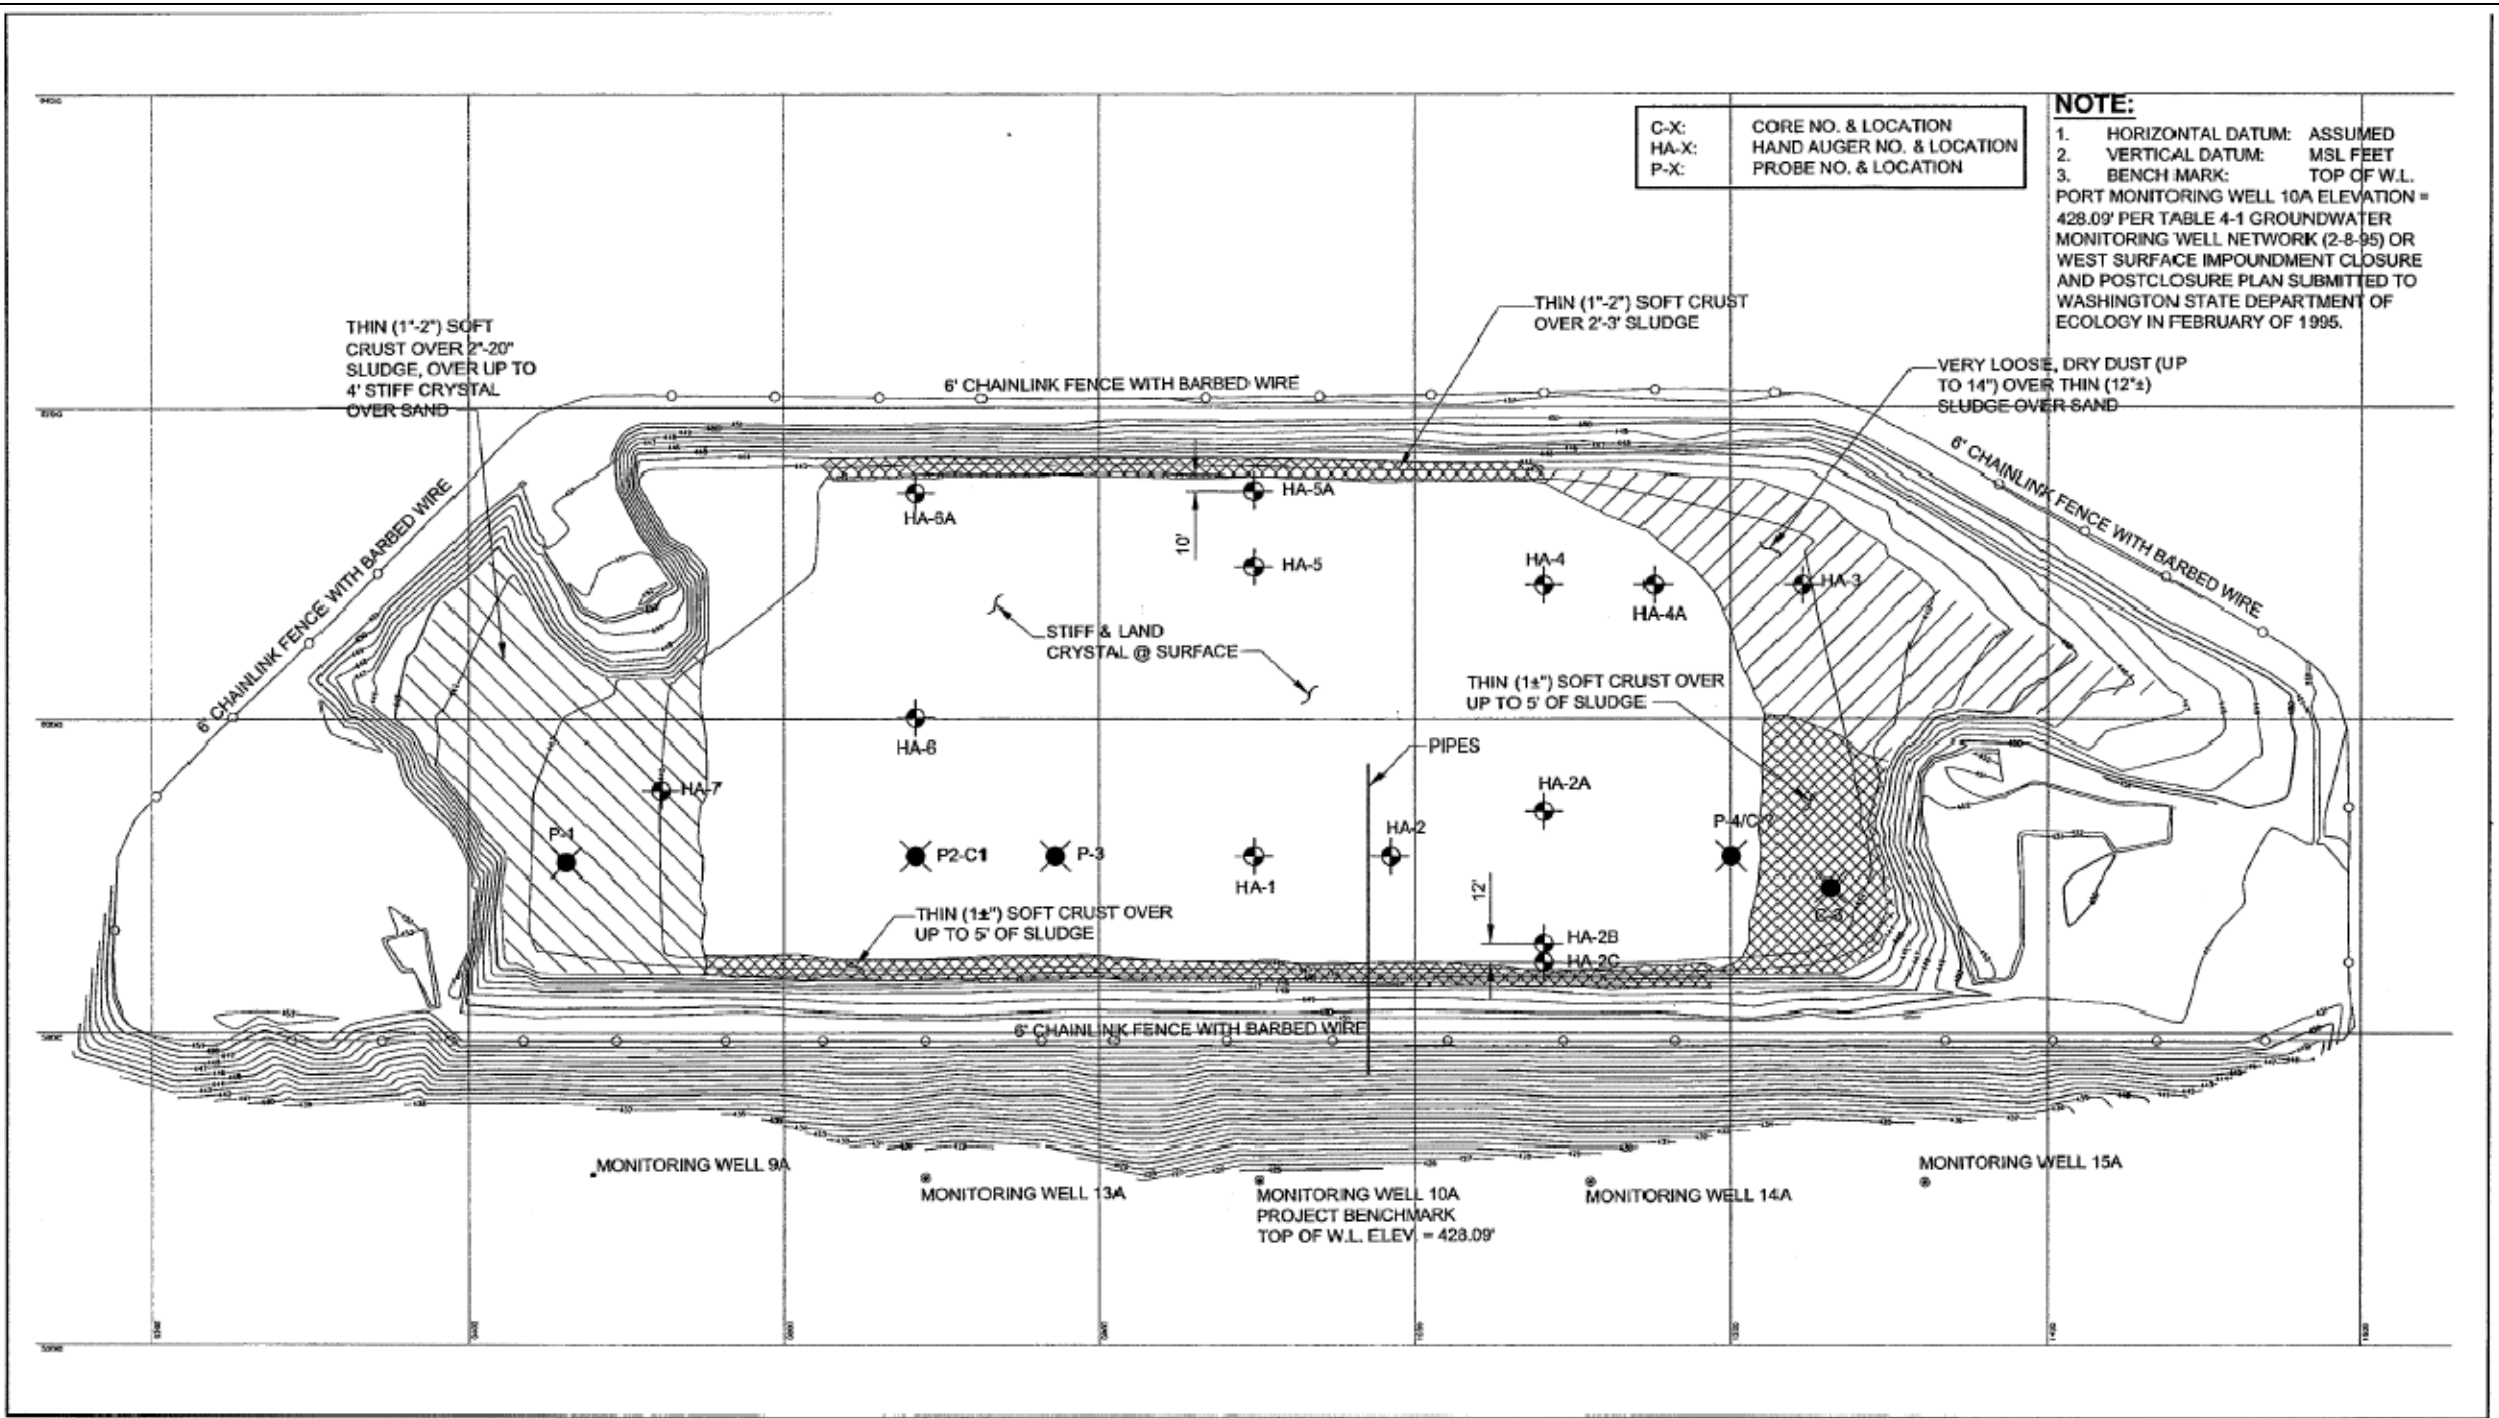 C-X: CORE NO. & LOCATION
HA-X: HAND AUGER NO. & LOCATION
P-X: PROBE NO. & LOCATION
NOTE:
1. HORIZONTAL DATUM: ASSUMED
2. VERTICAL DATUM: MSL FEET
3. BENCH MARK: TOP OF W.L.
PORT MONITORING WELL 10A ELEVATION =
428.09' PER TABLE 4-1 GROUNDWATER
MONITORING WELL NETWORK (2-8-95) OR
WEST SURFACE IMPOUNDMENT CLOSURE
AND POSTCLOSURE PLAN SUBMITTED TO
WASHINGTON STATE DEPARTMENT OF
ECOLOGY IN FEBRUARY OF 1995.
THIN (1"-2") SOFT CRUST
OVER 2'-3' SLUDGE
THIN (1"-2") SOFT
CRUST OVER 2"-20"
SLUDGE, OVER UP TO
4' STIFF CRYSTAL
OVER SAND
VERY LOOSE, DRY DUST (UP
TO 14") OVER THIN (12"±)
SLUDGE OVER SAND
6' CHAINLINK FENCE WITH BARBED WIRE
6' CHAINLINK FENCE WITH BARBED WIRE
6' CHAINLINK FENCE WITH BARBED WIRE
HA-6A
HA-5A
10'
HA-5
HA-4
HA-4A
HA-3
STIFF & LAND
CRYSTAL @ SURFACE
THIN (1±") SOFT CRUST OVER
UP TO 5' OF SLUDGE
HA-6
PIPES
HA-7
HA-2A
P-1
P2-C1
P-3
HA-1
HA-2
P-4/C-
12'
C-3
THIN (1±") SOFT CRUST OVER
UP TO 5' OF SLUDGE
HA-2B
HA-2C
6' CHAINLINK FENCE WITH BARBED WIRE
MONITORING WELL 9A
MONITORING WELL 13A
MONITORING WELL 10A
PROJECT BENCHMARK
TOP OF W.L. ELEV. = 428.09'
MONITORING WELL 14A
MONITORING WELL 15A